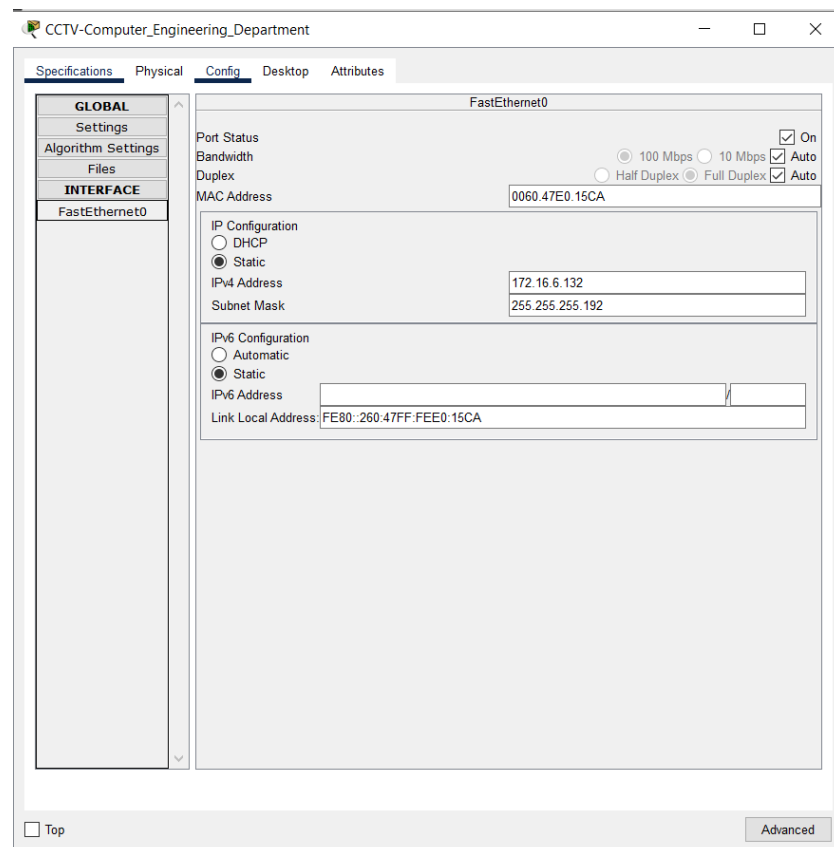 CCTV-Computer_Engineering_Department
Specifications Physical Config Desktop Attributes
GLOBAL
Settings
Algorithm Settings
Files
INTERFACE
FastEthernet0
FastEthernet0
Port Status On
Bandwidth 100 Mbps 10 Mbps Auto
Duplex Half Duplex Full Duplex Auto
MAC Address 0060.47E0.15CA
IP Configuration
DHCP
Static
IPv4 Address 172.16.6.132
Subnet Mask 255.255.255.192
IPv6 Configuration
Automatic
Static
IPv6 Address /
Link Local Address: FE80::260:47FF:FEE0:15CA
Top Advanced